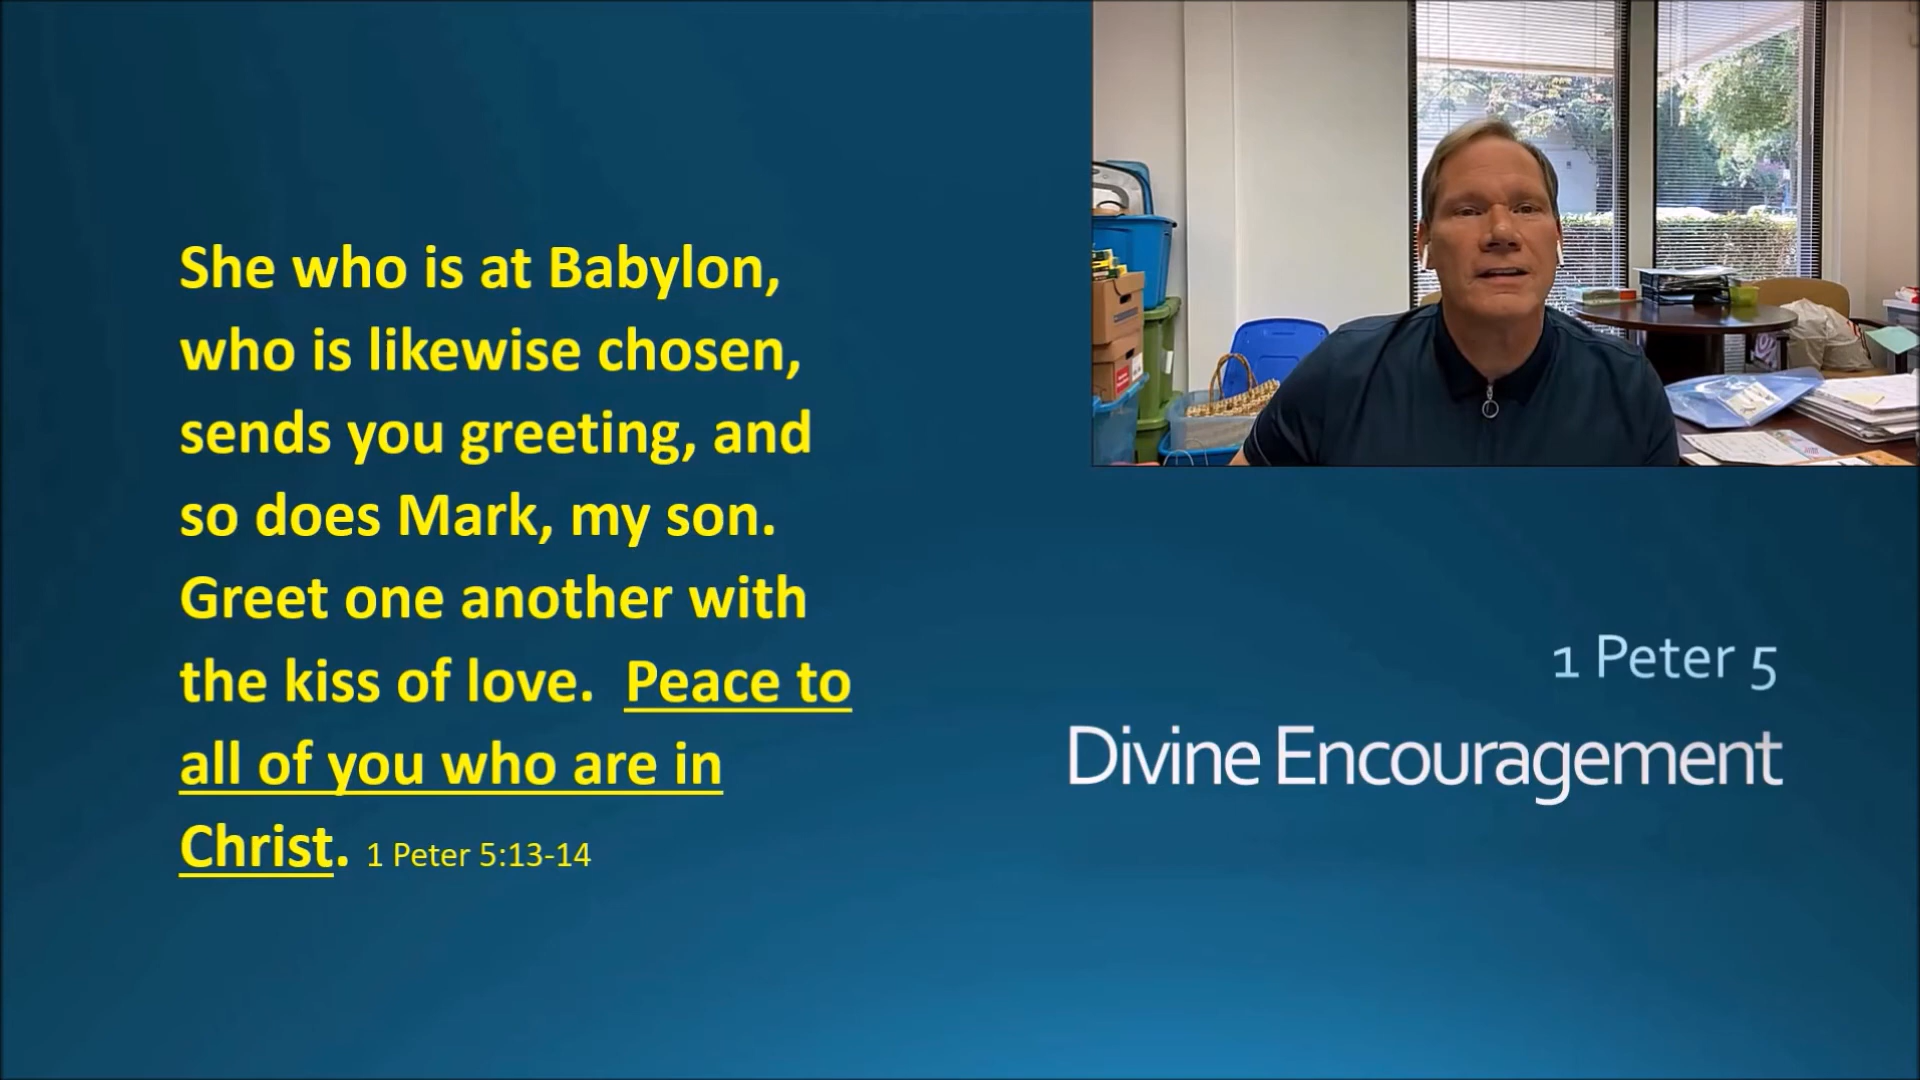 She who is at Babylon,
who is likewise chosen,
sends you greeting, and
so does Mark, my son.
Greet one another with
the kiss of love.  Peace to
all of you who are in
Christ. 1 Peter 5:13-14
1 Peter 5
Divine Encouragement